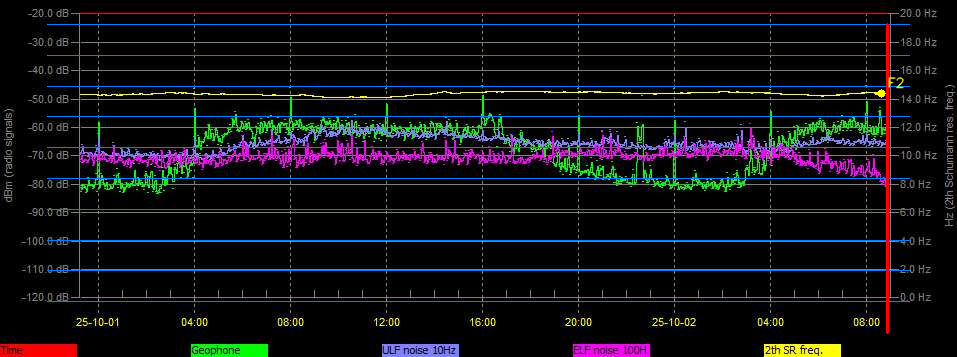 -20.0 dB
20.0 Hz
-30.0 dB
18.0 Hz
-40.0 dB
16.0 Hz
F2
-50.0 dB
14.0 Hz
-60.0 dB
12.0 Hz
-70.0 dB
10.0 Hz
-80.0 dB
8.0 Hz
-90.0 dB
6.0 Hz
-100.0 dB
4.0 Hz
-110.0 dB
2.0 Hz
-120.0 dB
0.0 Hz
dBm (radio signals)
Hz (2th Schumann res. freq.)
25-10-01 04:00 08:00 12:00 16:00 20:00 25-10-02 04:00 08:00
Time Geophone ULF noise 10Hz ELF noise 100H 2th SR freq.